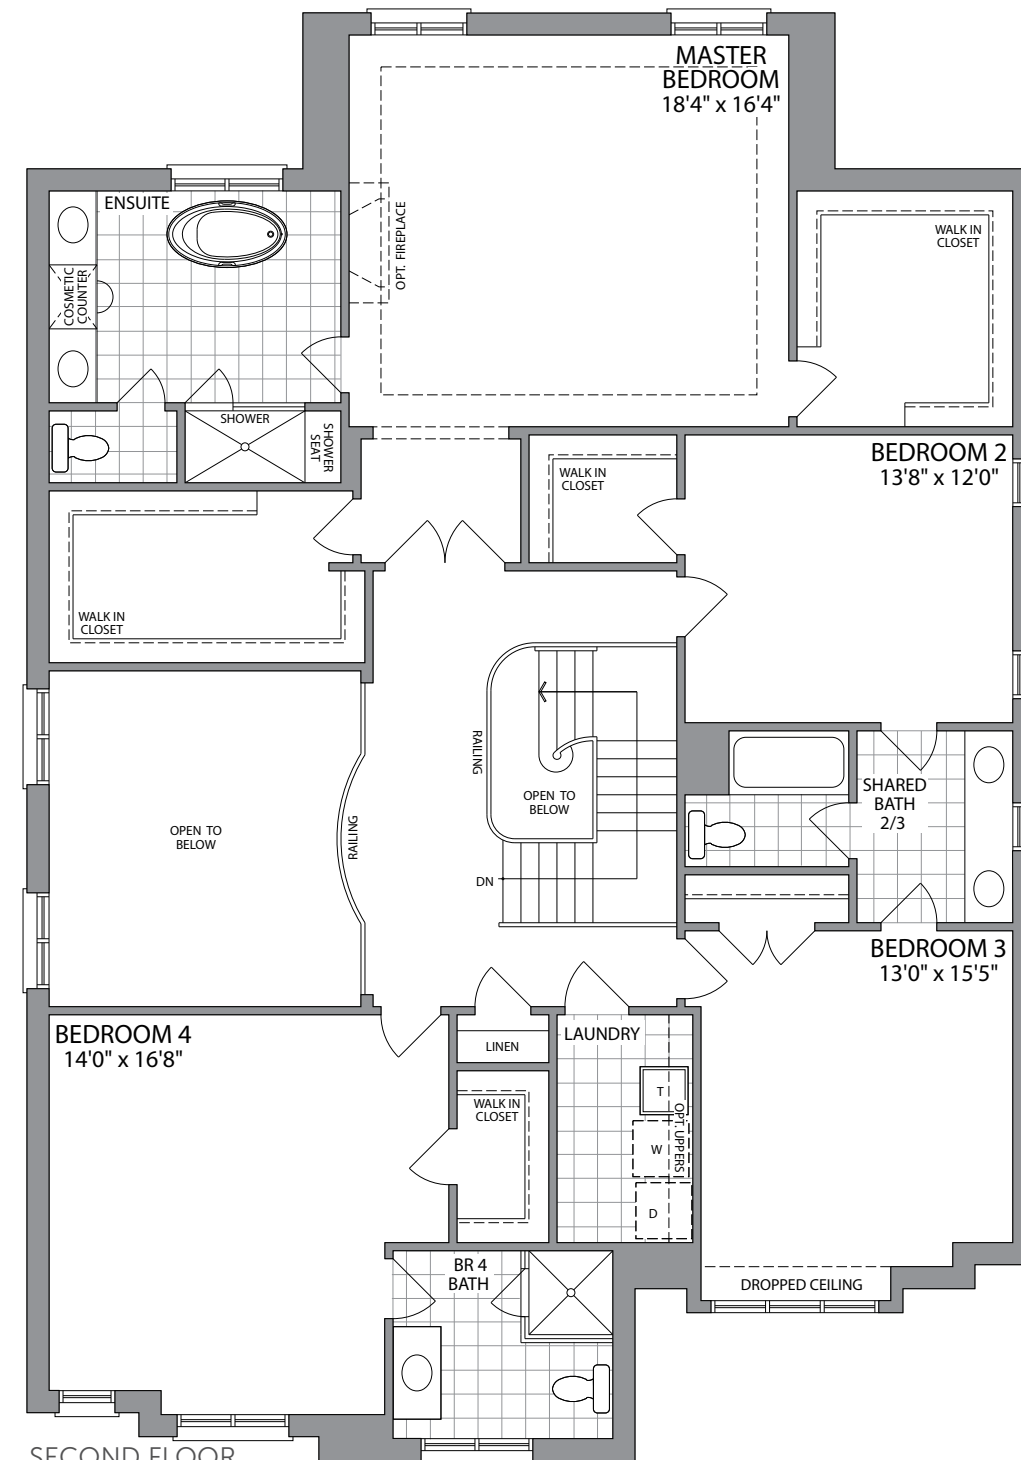 MASTER
BEDROOM
18'4" x 16'4"
ENSUITE
COSMETIC
COUNTER
OPT. FIREPLACE
WALK IN
CLOSET
SHOWER
SHOWER
SEAT
BEDROOM 2
13'8" x 12'0"
WALK IN
CLOSET
WALK IN
CLOSET
RAILING
OPEN TO
BELOW
SHARED
BATH
2/3
OPEN TO
BELOW
RAILING
DN
BEDROOM 3
13'0" x 15'5"
BEDROOM 4
14'0" x 16'8"
LINEN
LAUNDRY
WALK IN
CLOSET
T
OPT. UPPERS
W
D
BR 4
BATH
DROPPED CEILING
SECOND FLOOR